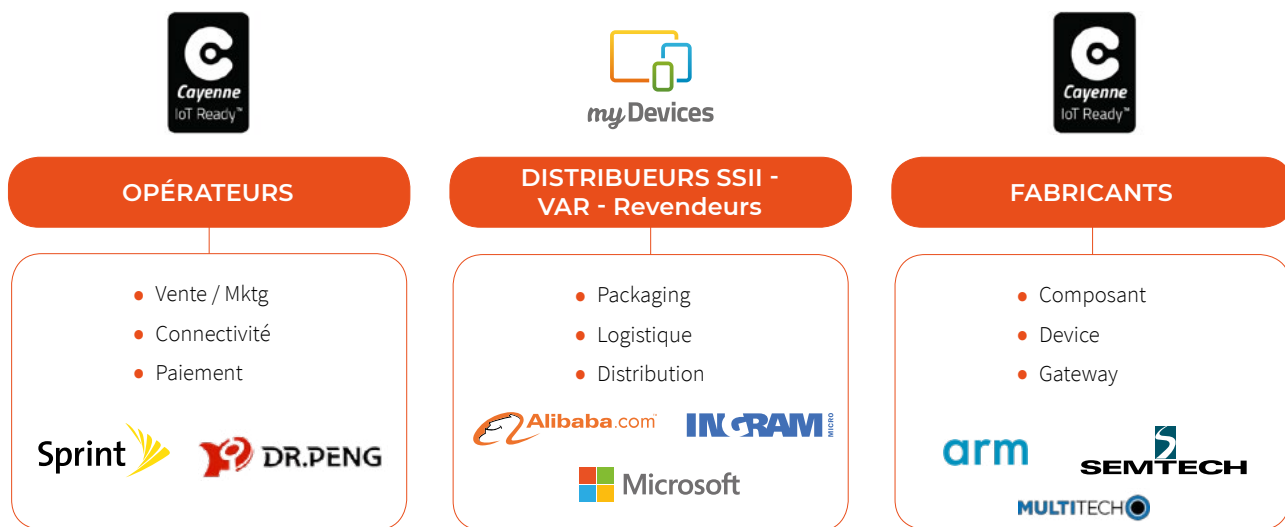 Cayenne
IoT Ready™
myDevices
Cayenne
IoT Ready™
OPÉRATEURS
DISTRIBUEURS SSII -
VAR - Revendeurs
FABRICANTS
• Vente / Mktg
• Connectivité
• Paiement
Sprint
DR.PENG
• Packaging
• Logistique
• Distribution
Alibaba.com™
INGRAM MICRO
Microsoft
• Composant
• Device
• Gateway
arm
SEMTECH
MULTITECH